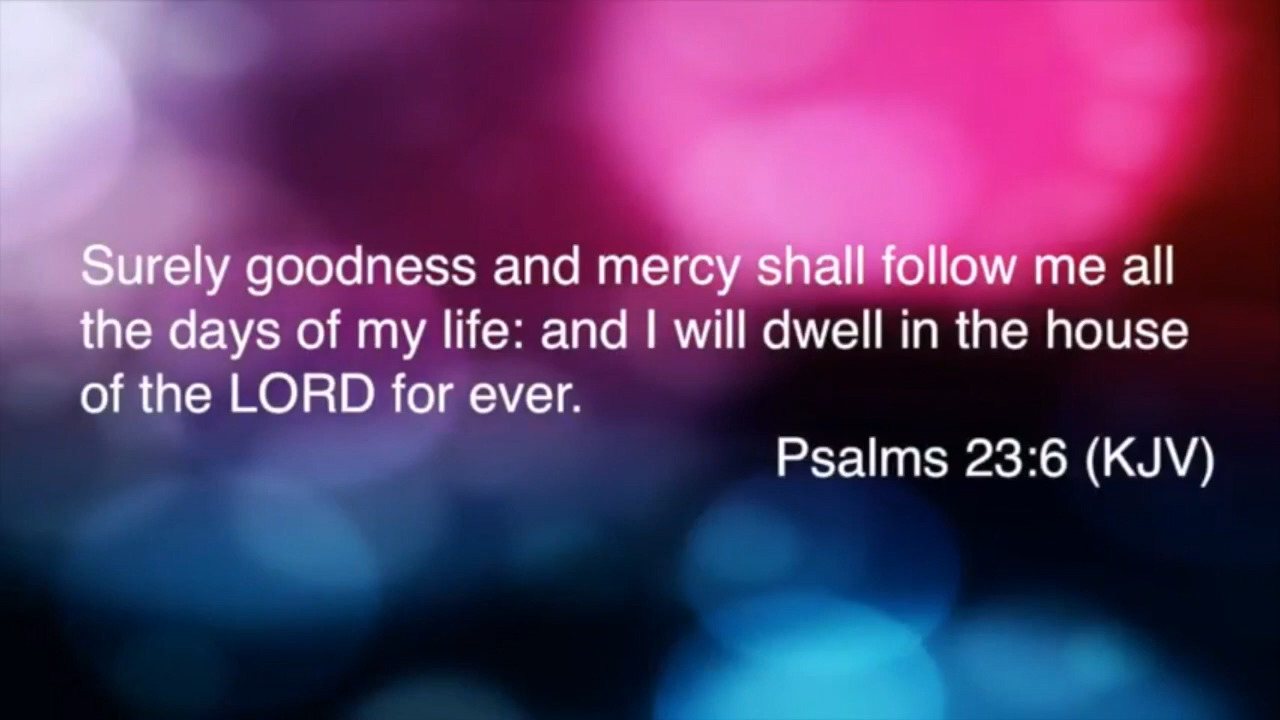 Surely goodness and mercy shall follow me all
the days of my life: and I will dwell in the house
of the LORD for ever.
Psalms 23:6 (KJV)